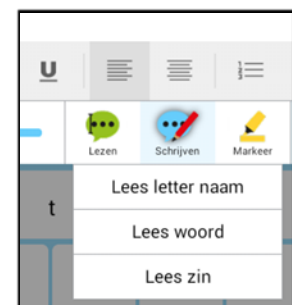 U
Lezen Schrijven Markeer
t
Lees letter naam
Lees woord
Lees zin